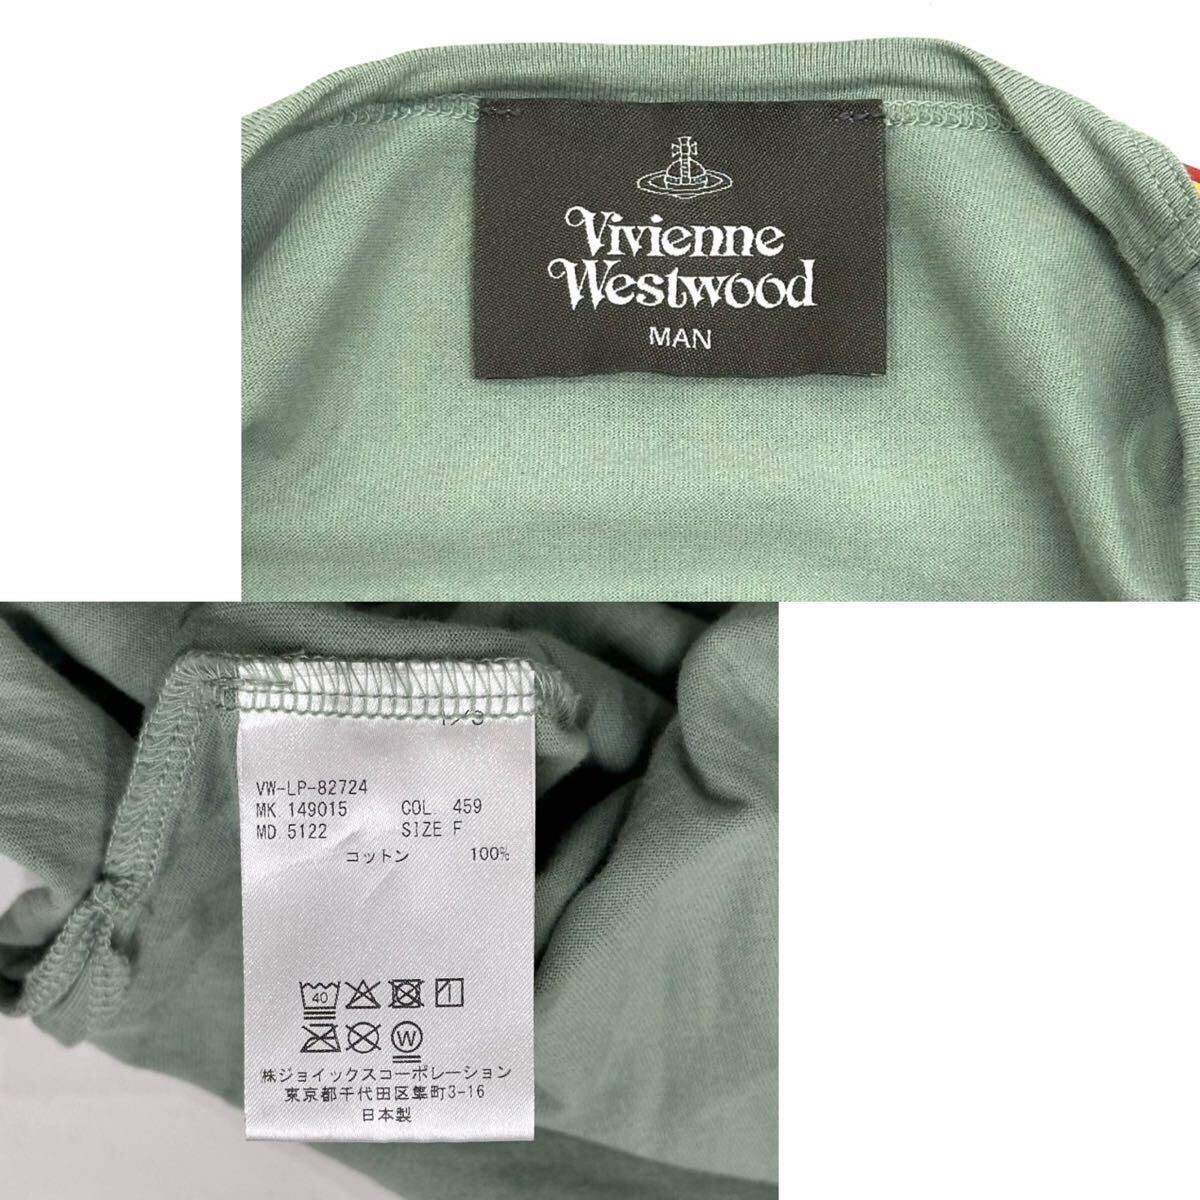 Vivienne
Westwood
MAN
1/3
VW-LP-82724
MK 149015 COL. 459
MD 5122 SIZE F
コットン 100%
40
W
株ジョイックスコーポレーション
東京都千代田区隼町3-16
日本製